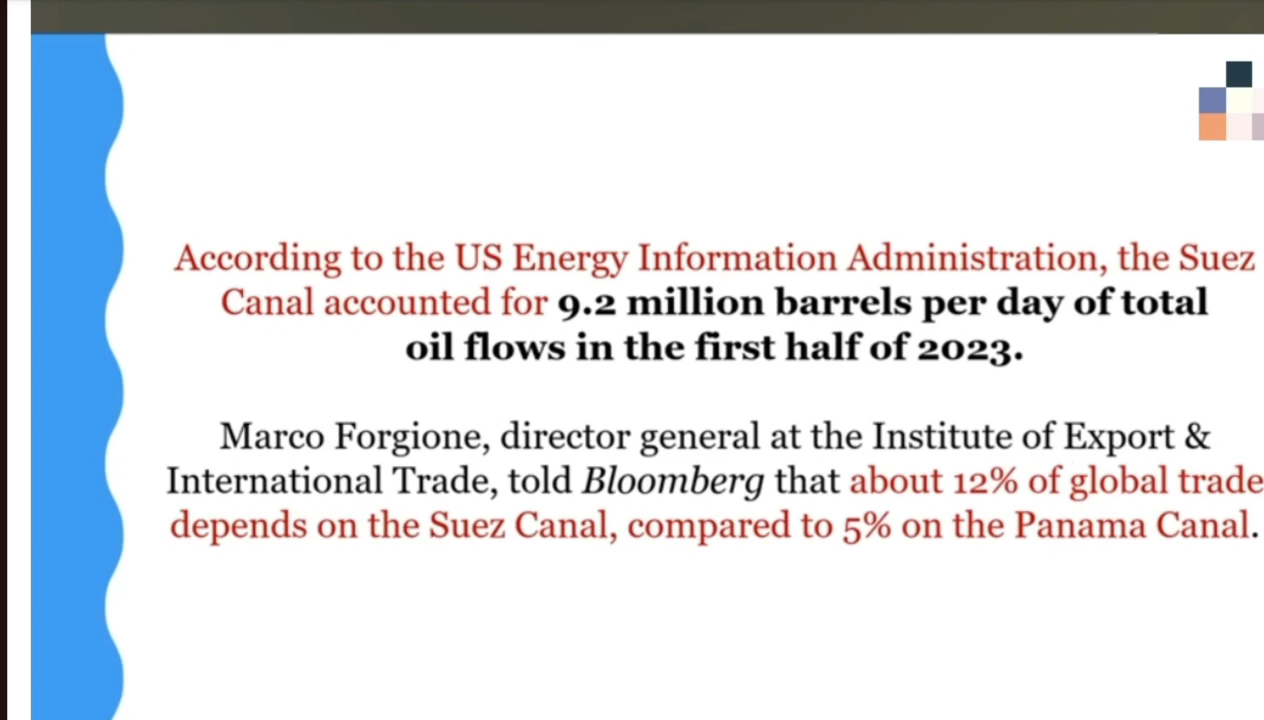 According to the US Energy Information Administration, the Suez
Canal accounted for 9.2 million barrels per day of total
oil flows in the first half of 2023.
Marco Forgione, director general at the Institute of Export &
International Trade, told Bloomberg that about 12% of global trade
depends on the Suez Canal, compared to 5% on the Panama Canal.